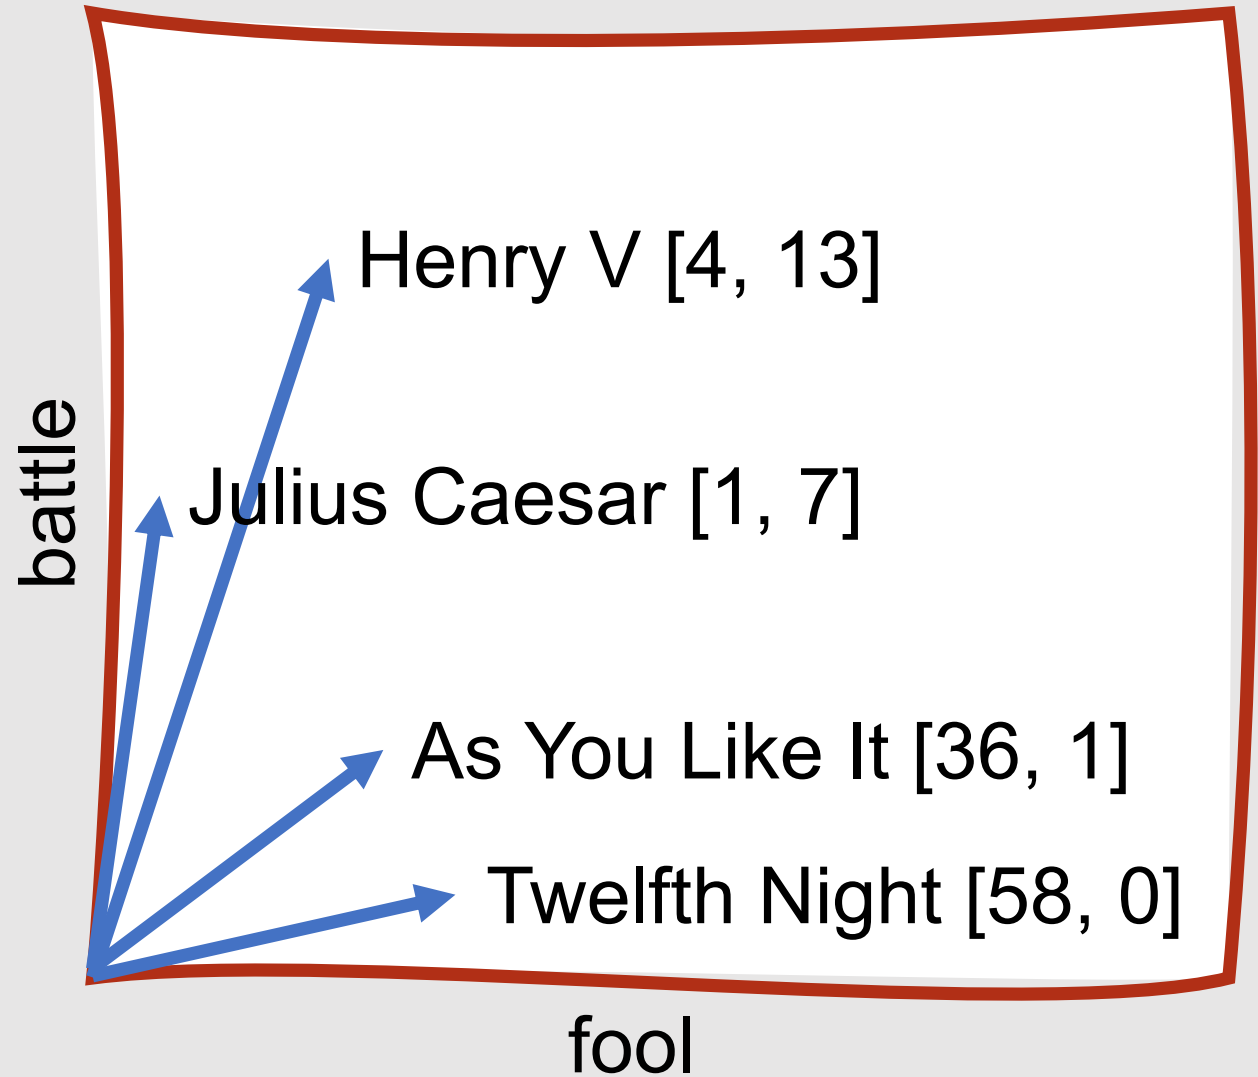 Henry V [4, 13]
battle
Julius Caesar [1, 7]
As You Like It [36, 1]
Twelfth Night [58, 0]
fool